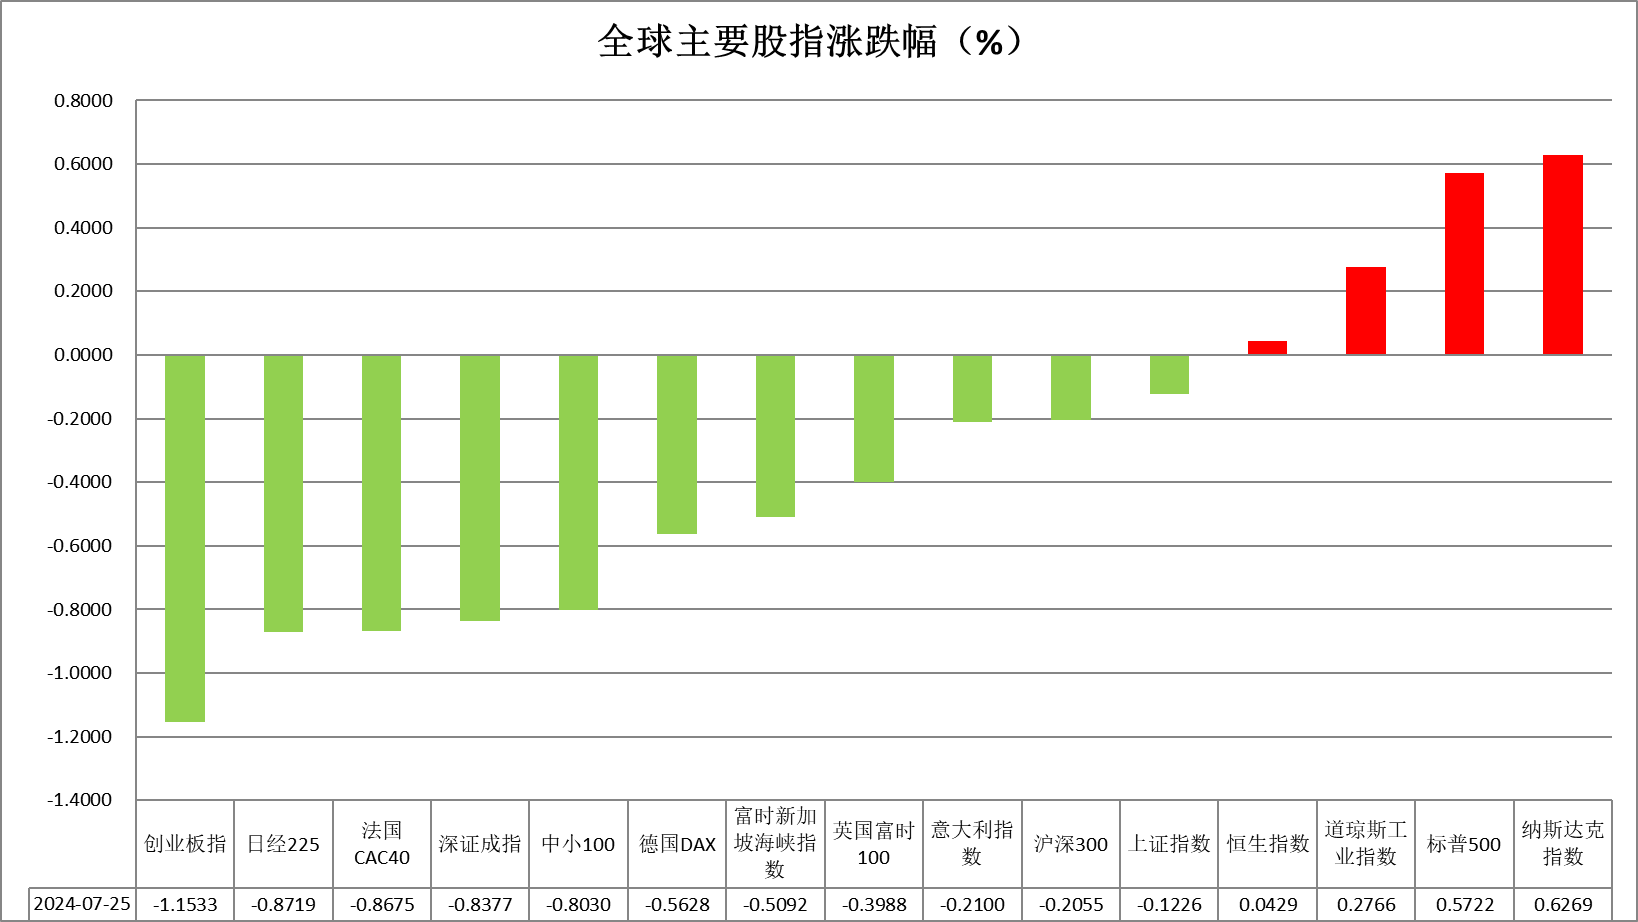 全球主要股指涨跌幅（%）
0.8000
0.6000
0.4000
0.2000
0.0000
-0.2000
-0.4000
-0.6000
-0.8000
-1.0000
-1.2000
-1.4000
创业板指
日经225
法国
CAC40
深证成指
中小100
德国DAX
富时新加
坡海峡指
数
英国富时
100
意大利指
数
沪深300
上证指数
恒生指数
道琼斯工
业指数
标普500
纳斯达克
指数
2024-07-25 -1.1533 -0.8719 -0.8675 -0.8377 -0.8030 -0.5628 -0.5092 -0.3988 -0.2100 -0.2055 -0.1226 0.0429 0.2766 0.5722 0.6269